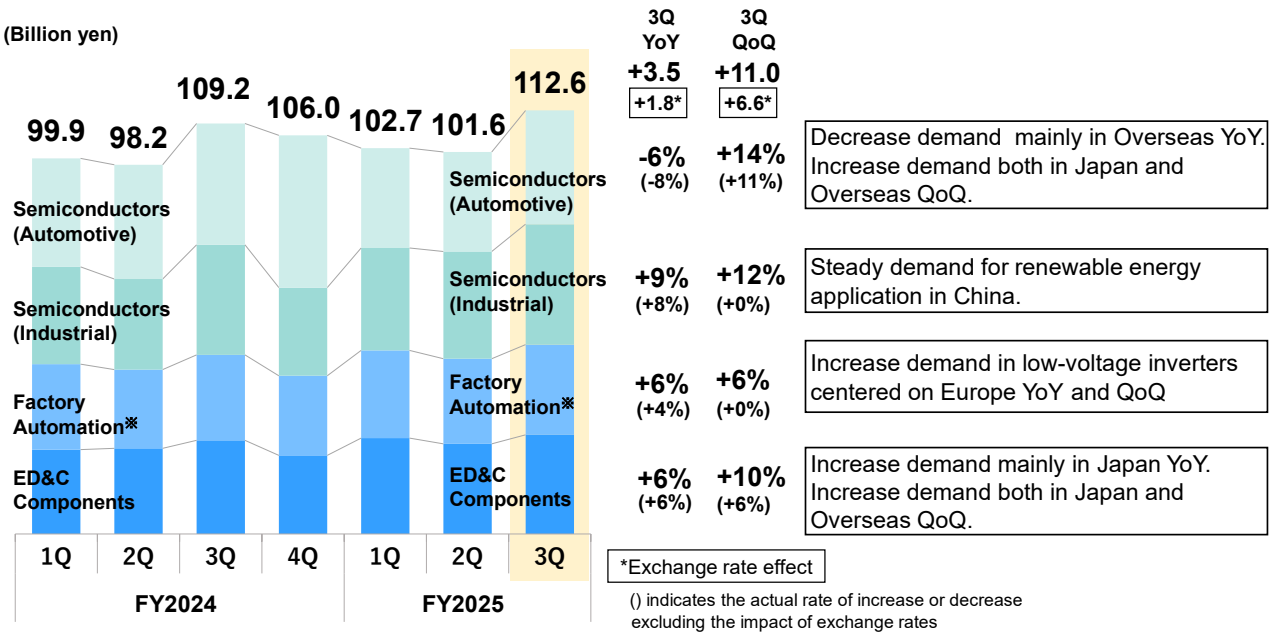 (Billion yen)
3Q
YoY
3Q
QoQ
+3.5
+11.0
+1.8*
+6.6*
99.9
98.2
109.2
106.0
102.7
101.6
112.6
Semiconductors
(Automotive)
Semiconductors
(Industrial)
Factory
Automation※
ED&C
Components
Semiconductors
(Automotive)
Semiconductors
(Industrial)
Factory
Automation※
ED&C
Components
-6%
(-8%)
+14%
(+11%)
Decrease demand  mainly in Overseas YoY.
Increase demand both in Japan and
Overseas QoQ.
+9%
(+8%)
+12%
(+0%)
Steady demand for renewable energy
application in China.
+6%
(+4%)
+6%
(+0%)
Increase demand in low-voltage inverters
centered on Europe YoY and QoQ
+6%
(+6%)
+10%
(+6%)
Increase demand mainly in Japan YoY.
Increase demand both in Japan and
Overseas QoQ.
1Q
2Q
3Q
4Q
1Q
2Q
3Q
FY2024
FY2025
*Exchange rate effect
() indicates the actual rate of increase or decrease
excluding the impact of exchange rates